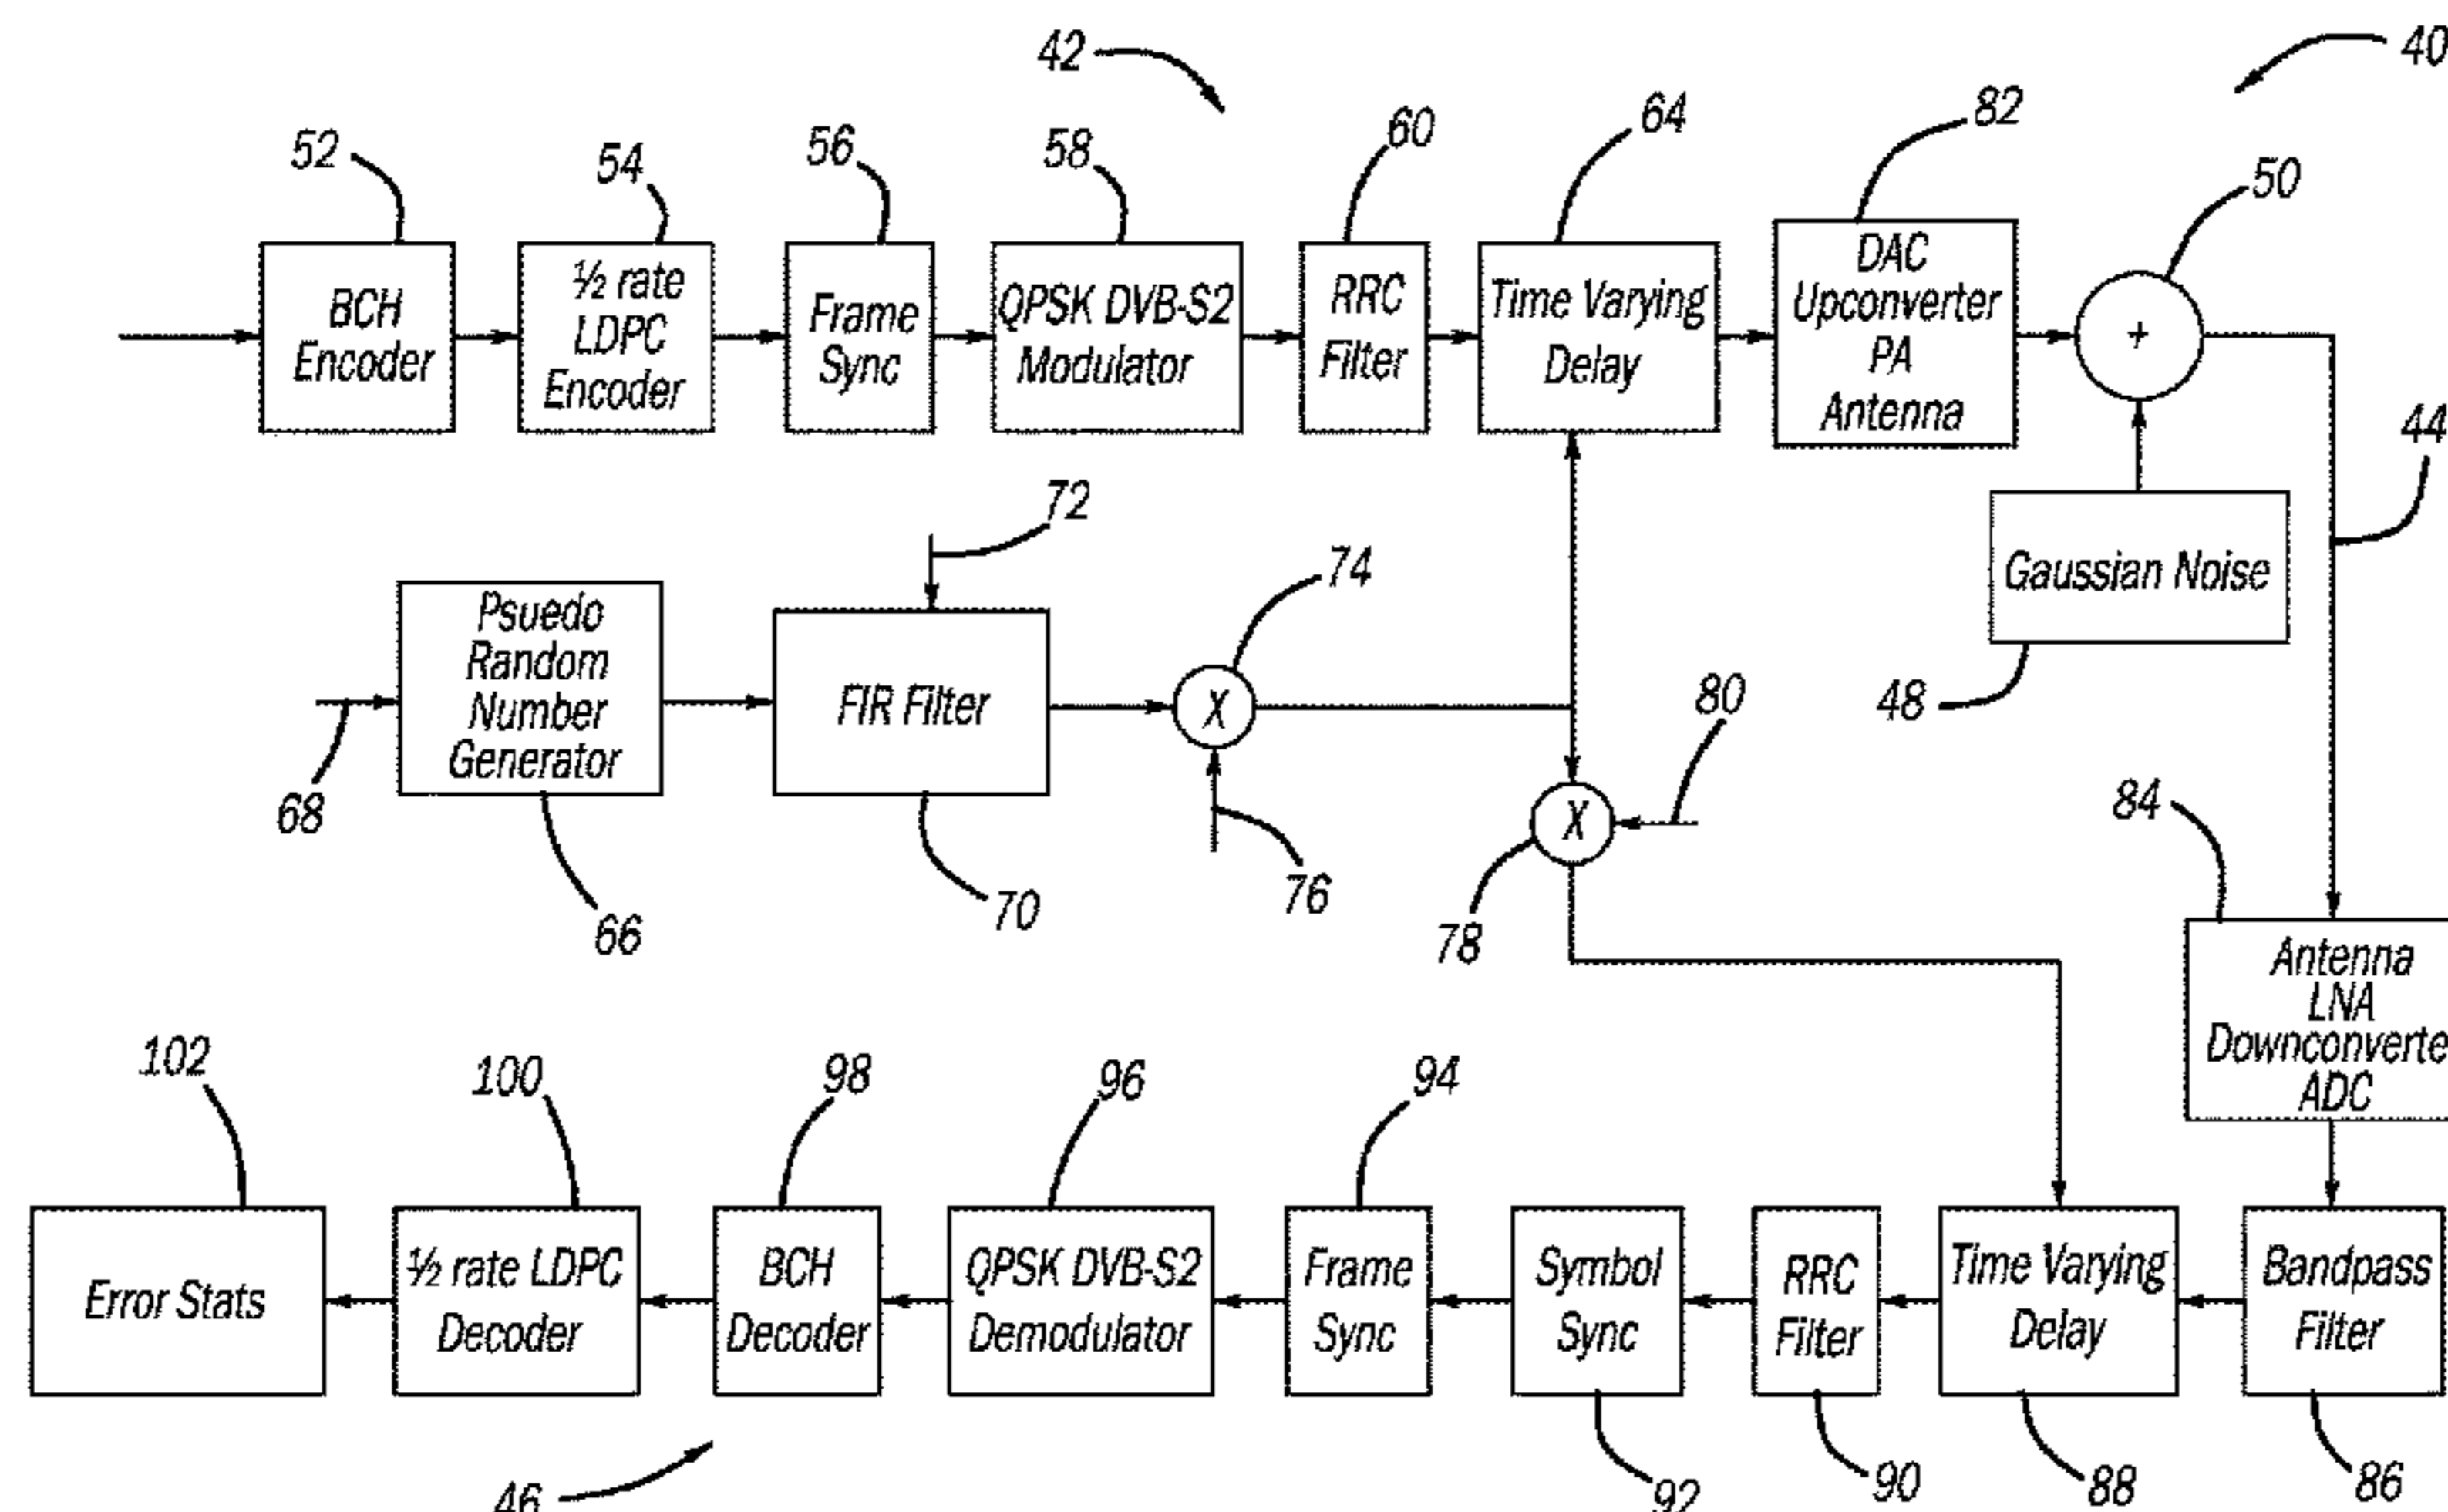 42
40
52
54
56
58
60
64
82
50
BCH
Encoder
½ rate
LDPC
Encoder
Frame
Sync
QPSK DVB-S2
Modulator
RRC
Filter
Time Varying
Delay
DAC
Upconverter
PA
Antenna
+
44
72
74
Gaussian Noise
48
Psuedo
Random
Number
Generator
FIR Filter
X
80
68
66
70
76
X
78
84
Antenna
LNA
Downconverte
ADC
102
100
98
96
94
Error Stats
½ rate LDPC
Decoder
BCH
Decoder
QPSK DVB-S2
Demodulator
Frame
Sync
Symbol
Sync
RRC
Filter
Time Varying
Delay
Bandpass
Filter
46
92
90
88
86